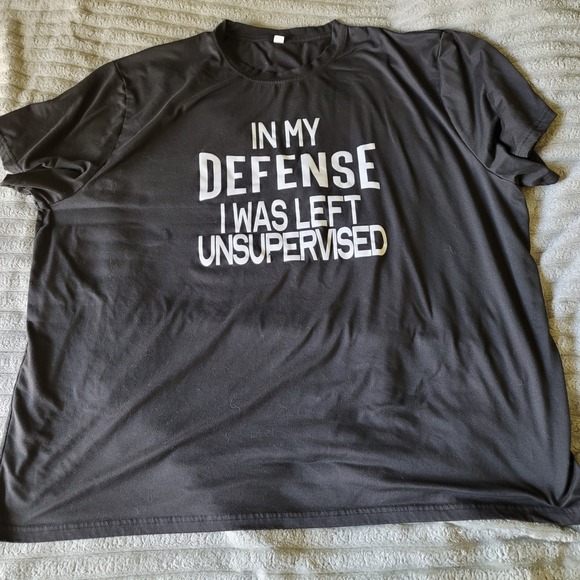 IN MY
DEFENSE
I WAS LEFT
UNSUPERVISED